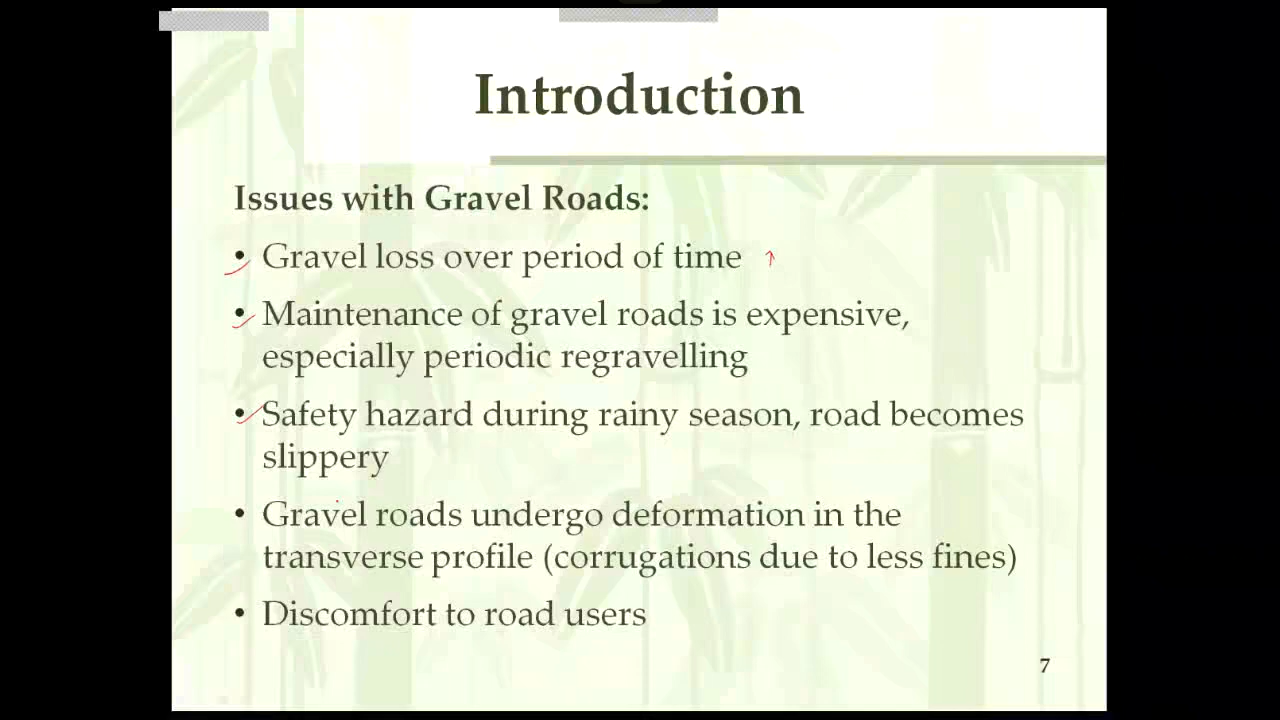 Introduction
Issues with Gravel Roads:
• Gravel loss over period of time ↑
• Maintenance of gravel roads is expensive,
especially periodic regravelling
• Safety hazard during rainy season, road becomes
slippery
• Gravel roads undergo deformation in the
transverse profile (corrugations due to less fines)
• Discomfort to road users
7